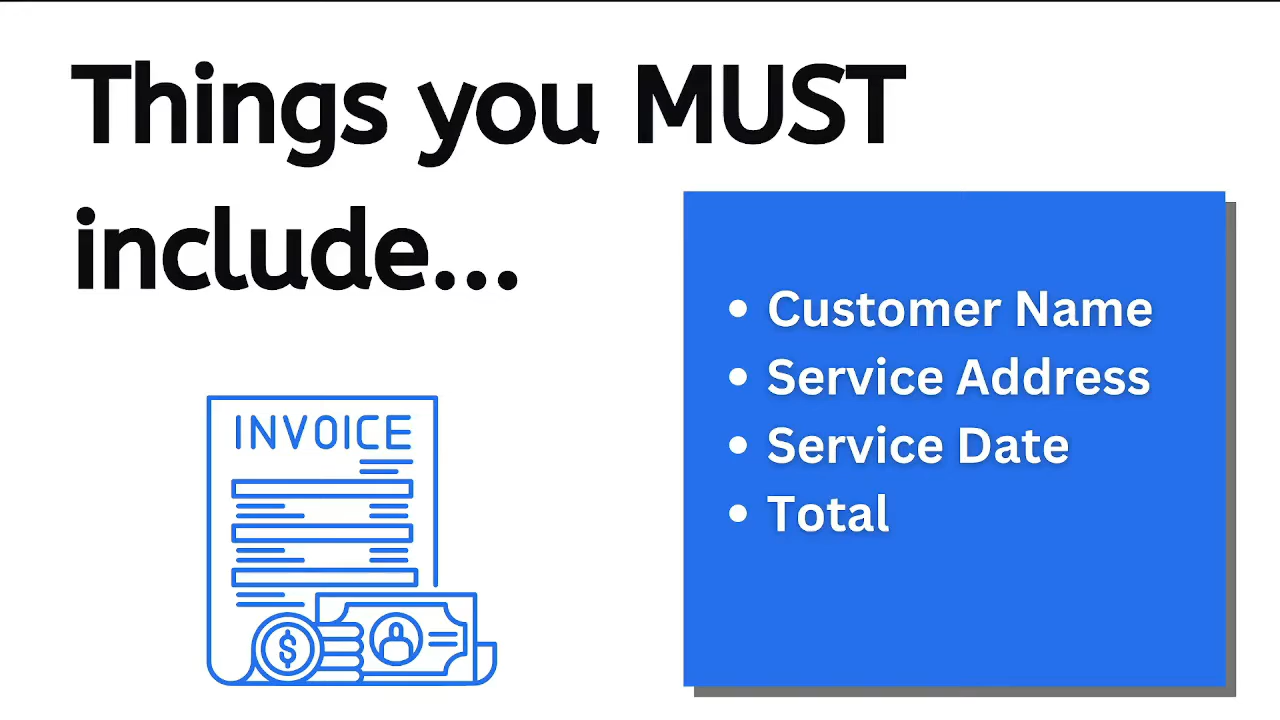 Things you MUST
include...
• Customer Name
• Service Address
• Service Date
• Total
INVOICE
$